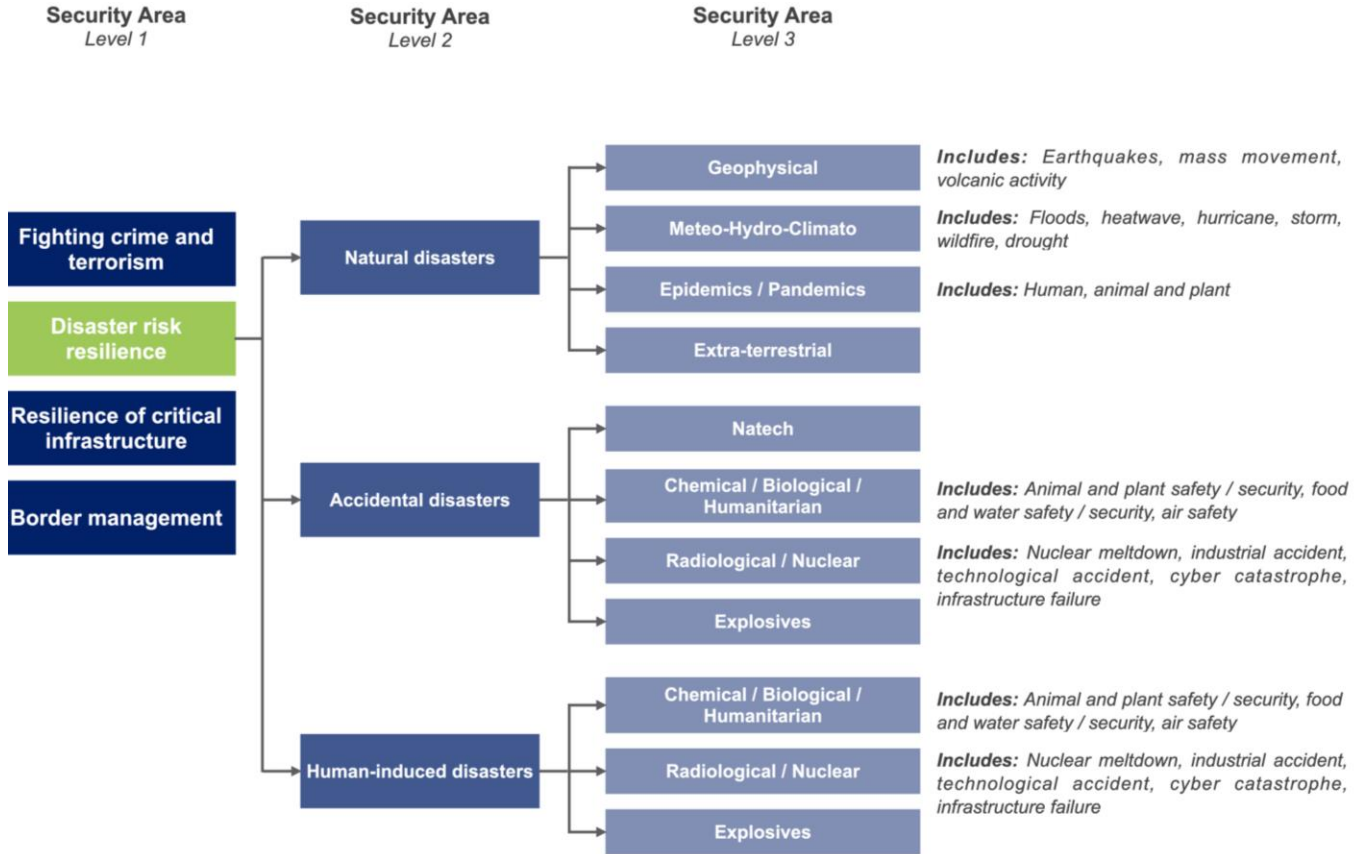 Security Area
Level 1
Security Area
Level 2
Security Area
Level 3
Fighting crime and
terrorism
Disaster risk
resilience
Resilience of critical
infrastructure
Border management
Natural disasters
Accidental disasters
Human-induced disasters
Geophysical
Includes: Earthquakes, mass movement,
volcanic activity
Meteo-Hydro-Climato
Includes: Floods, heatwave, hurricane, storm,
wildfire, drought
Epidemics / Pandemics
Includes: Human, animal and plant
Extra-terrestrial
Natech
Chemical / Biological /
Humanitarian
Includes: Animal and plant safety / security, food
and water safety / security, air safety
Radiological / Nuclear
Includes: Nuclear meltdown, industrial accident,
technological accident, cyber catastrophe,
infrastructure failure
Explosives
Chemical / Biological /
Humanitarian
Includes: Animal and plant safety / security, food
and water safety / security, air safety
Radiological / Nuclear
Includes: Nuclear meltdown, industrial accident,
technological accident, cyber catastrophe,
infrastructure failure
Explosives